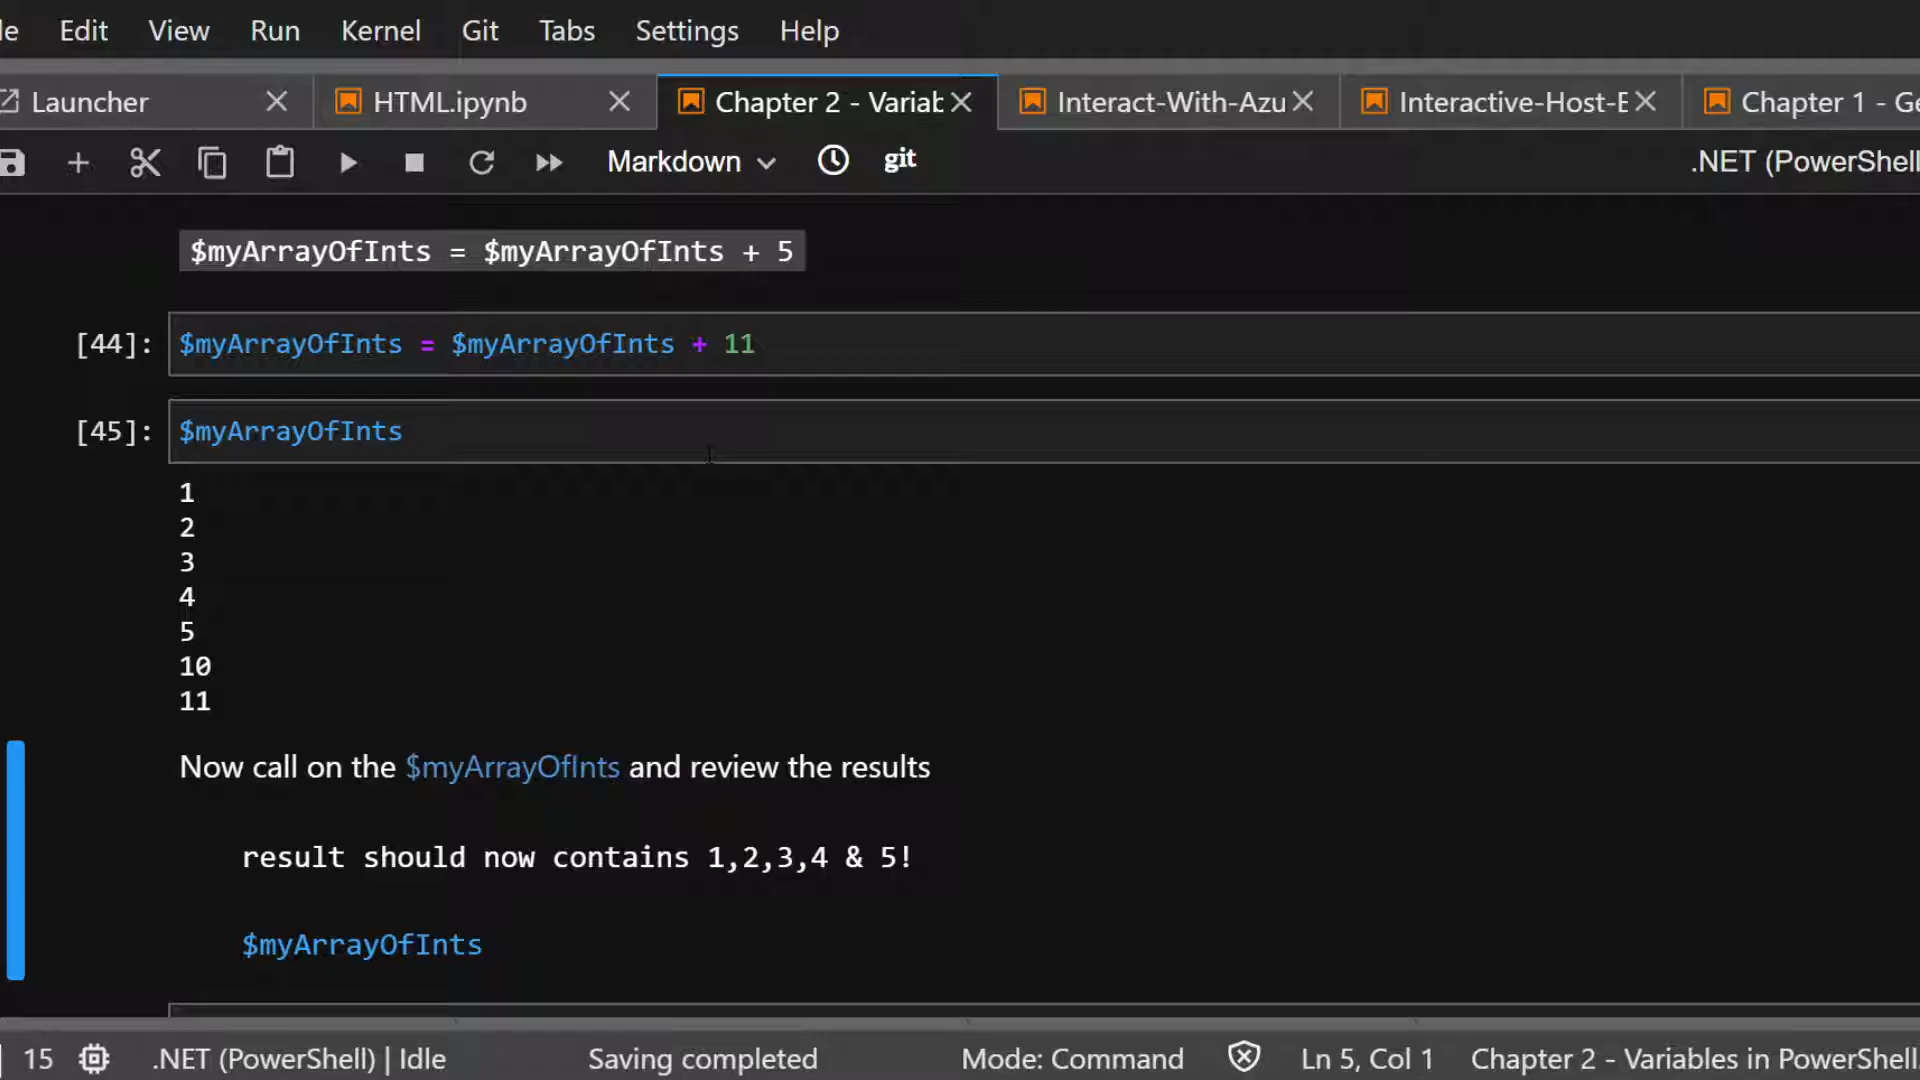 le Edit View Run Kernel Git Tabs Settings Help
Launcher HTML.ipynb Chapter 2 - Variab Interact-With-Azu Interactive-Host-E Chapter 1 - Ge
Markdown git .NET (PowerShell
$myArrayOfInts = $myArrayOfInts + 5
[44]: $myArrayOfInts = $myArrayOfInts + 11
[45]: $myArrayOfInts
1
2
3
4
5
10
11
Now call on the $myArrayOfInts and review the results
result should now contains 1,2,3,4 & 5!
$myArrayOfInts
15 .NET (PowerShell) | Idle Saving completed Mode: Command Ln 5, Col 1 Chapter 2 - Variables in PowerShell